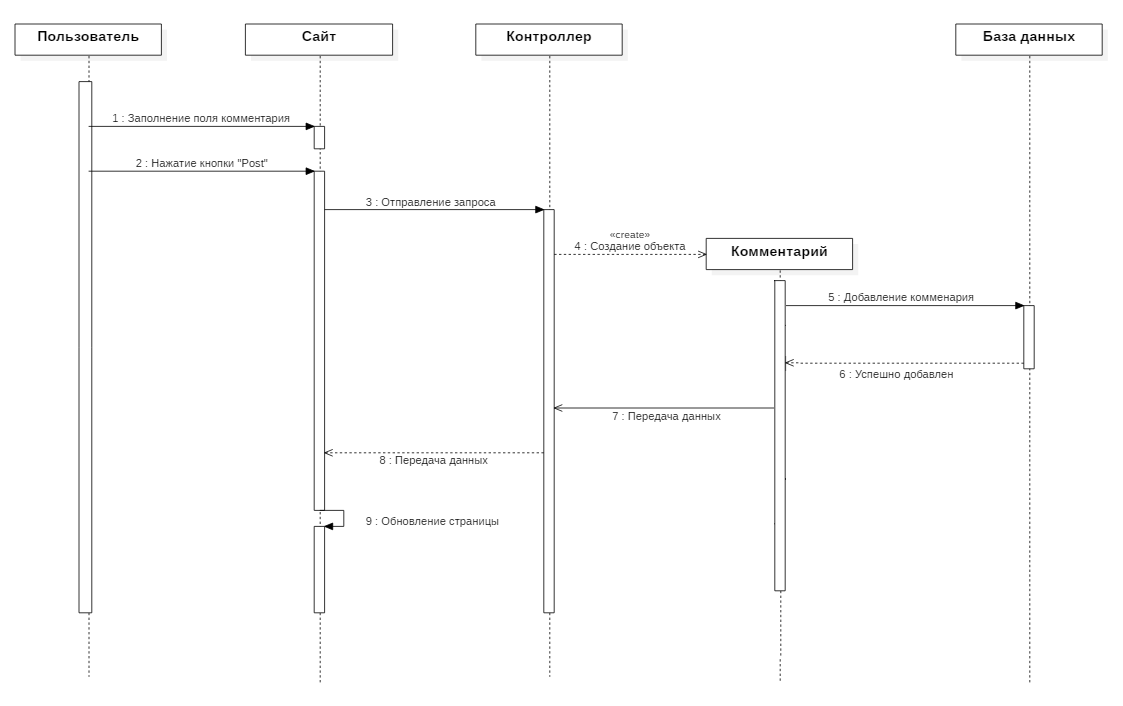 Пользователь
Сайт
Контроллер
База данных
1 : Заполнение поля комментария
2 : Нажатие кнопки "Post"
3 : Отправление запроса
«create»
4 : Создание объекта
Комментарий
5 : Добавление комменария
6 : Успешно добавлен
7 : Передача данных
8 : Передача данных
9 : Обновление страницы